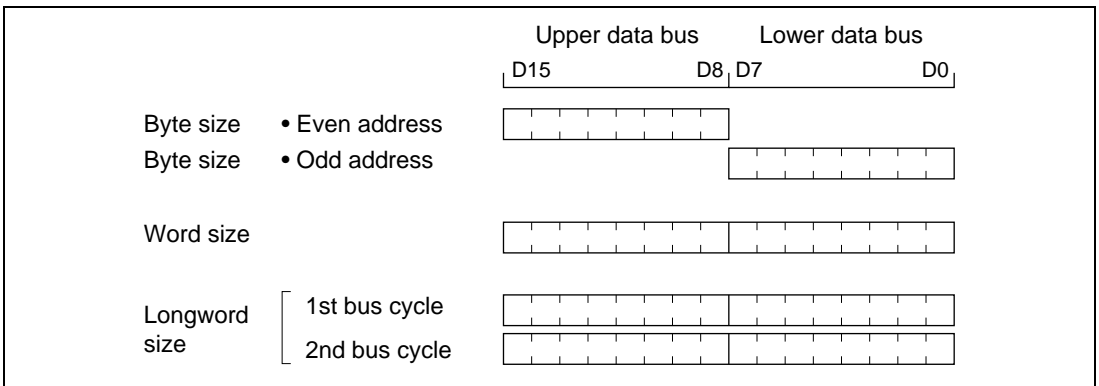 Upper data bus Lower data bus
D15 D8 D7 D0
Byte size • Even address
Byte size • Odd address
Word size
Longword size
1st bus cycle
2nd bus cycle